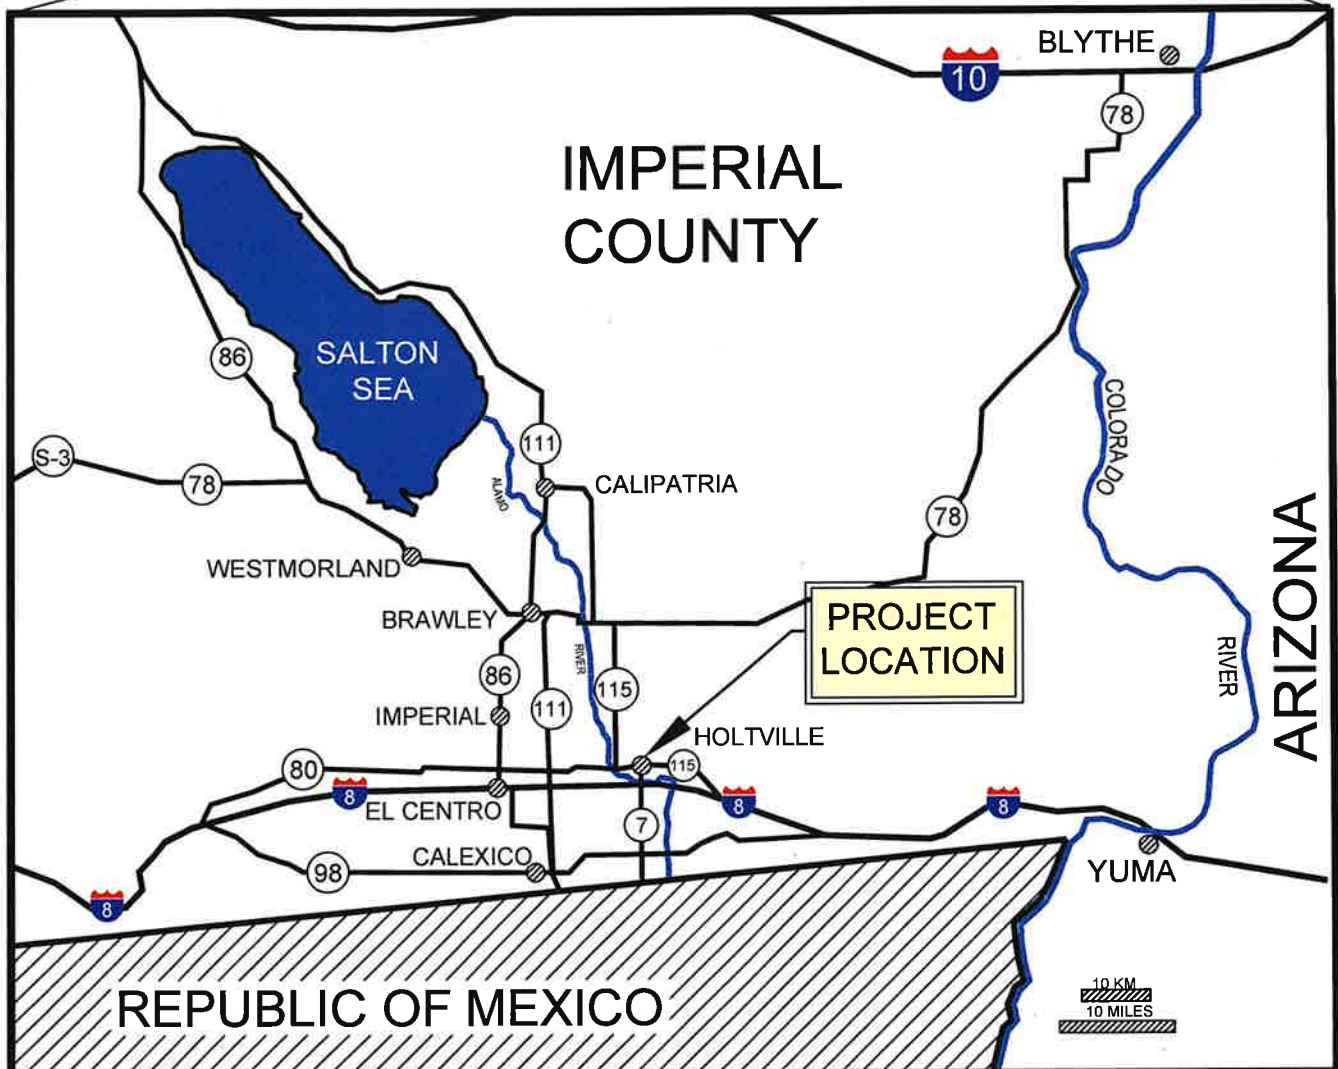 BLYTHE
10
78
IMPERIAL
COUNTY
86
SALTON
SEA
COLORADO
111
S-3
78
CALIPATRIA
ALAMO
78
ARIZONA
WESTMORLAND
BRAWLEY
PROJECT
LOCATION
RIVER
RIVER
86
115
111
IMPERIAL
HOLTVILLE
80
115
8
8
8
EL CENTRO
7
CALEXICO
98
YUMA
8
REPUBLIC OF MEXICO
10 KM
10 MILES